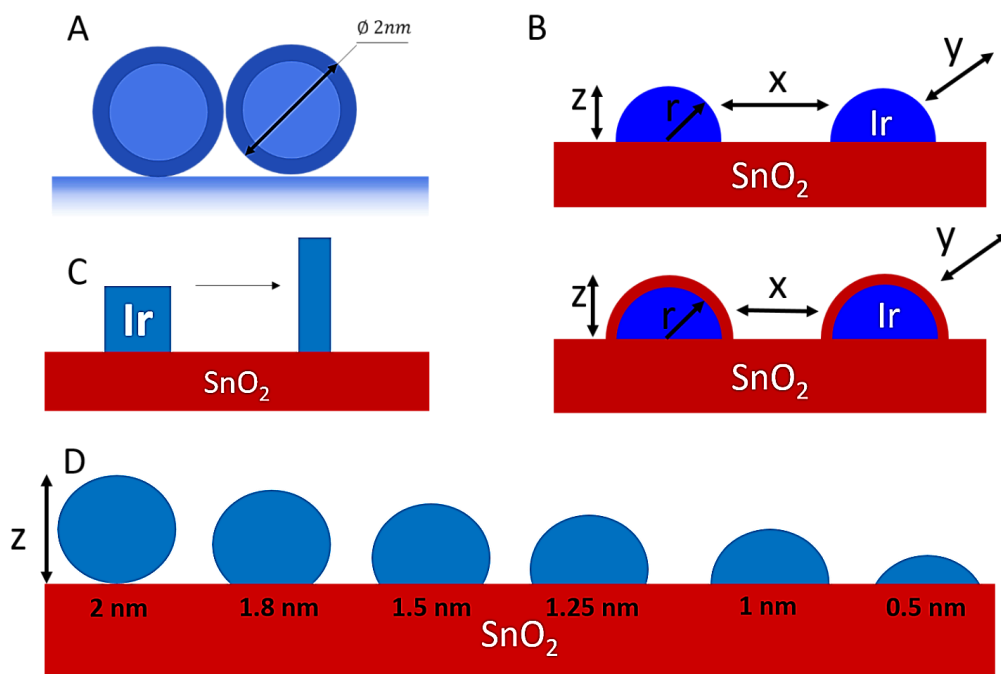 A
Ø 2nm
B
z
r
x
y
Ir
SnO₂
C
Ir
SnO₂
z
r
x
y
Ir
SnO₂
D
z
2 nm
1.8 nm
1.5 nm
1.25 nm
1 nm
0.5 nm
SnO₂